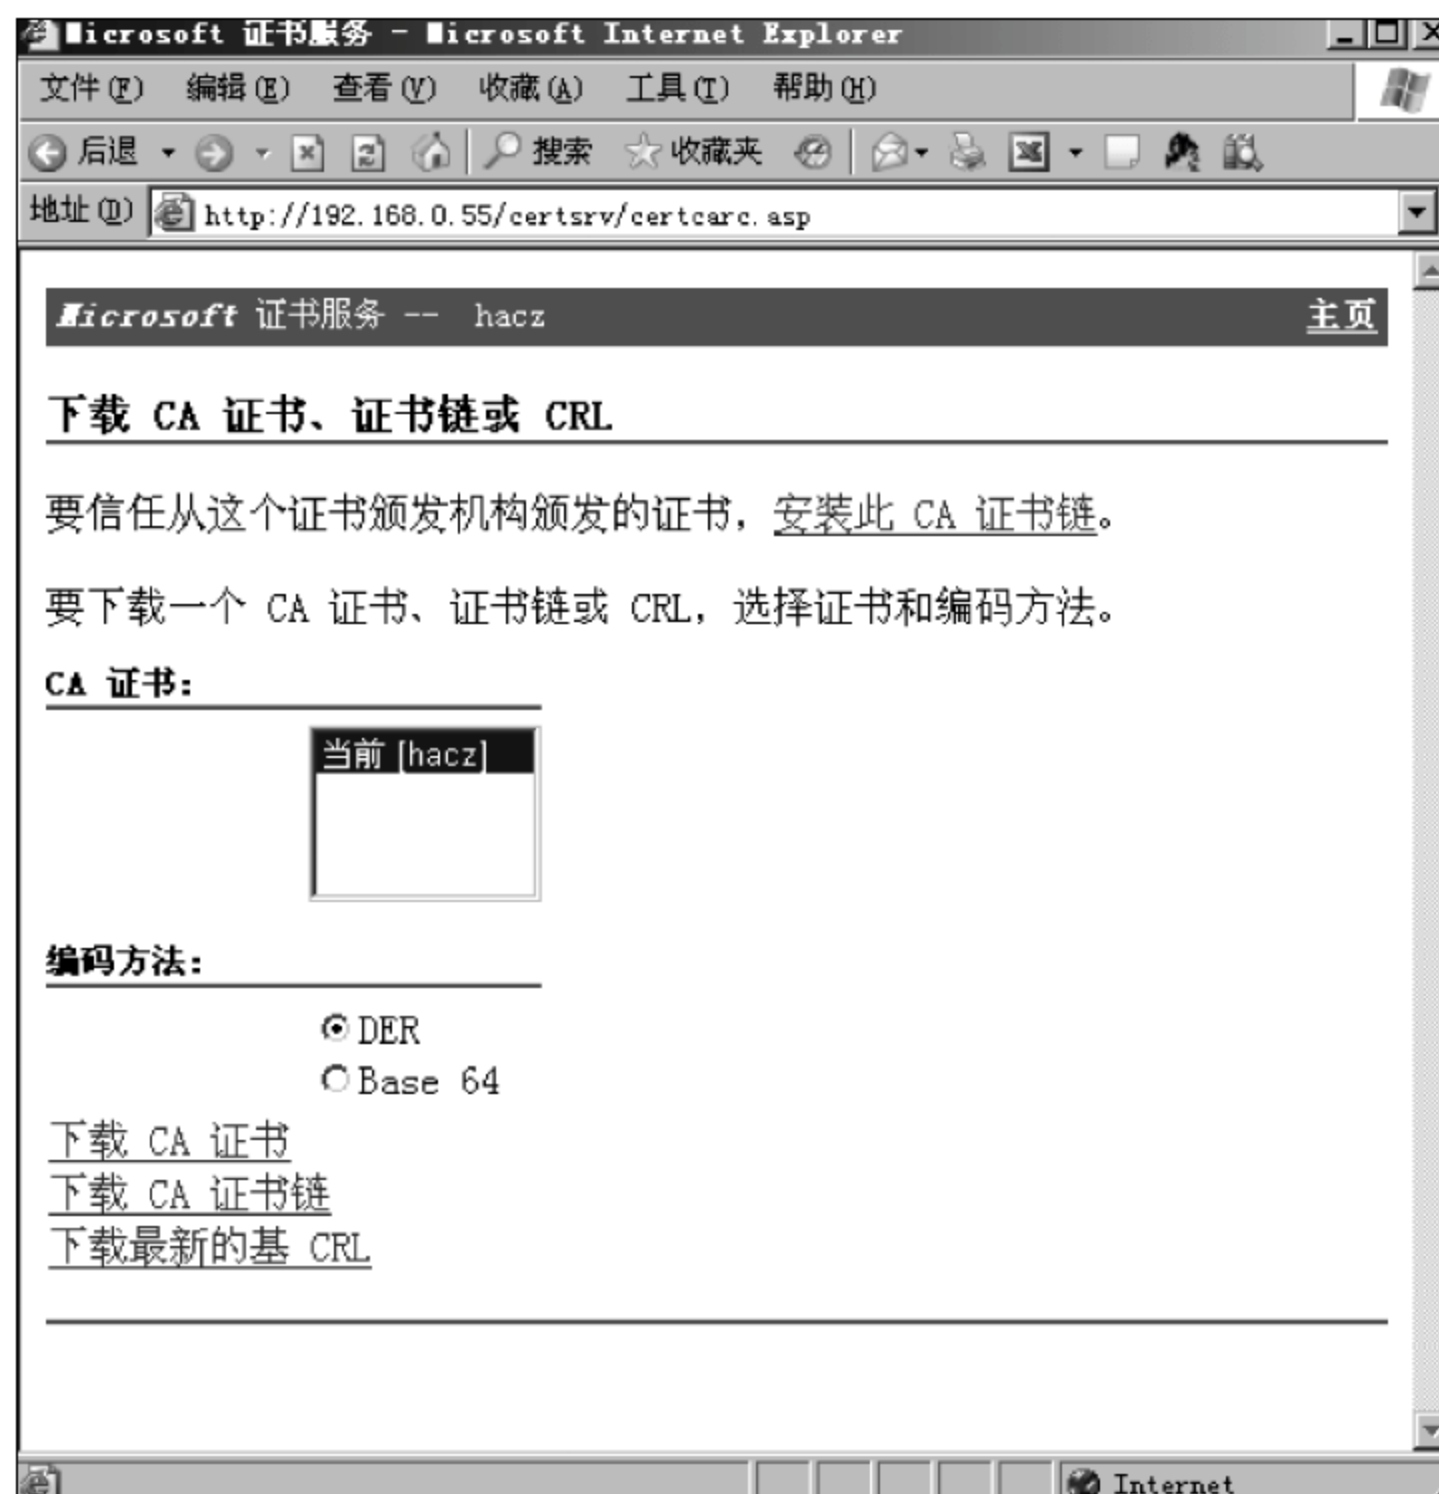 Microsoft 证书服务 - Microsoft Internet Explorer
文件(F) 编辑(E) 查看(V) 收藏(A) 工具(T) 帮助(H)
后退 搜索 收藏夹
地址(D) http://192.168.0.55/certsrv/certcarc.asp
Microsoft 证书服务 -- hacz 主页
下载 CA 证书、证书链或 CRL
要信任从这个证书颁发机构颁发的证书，安装此 CA 证书链。
要下载一个 CA 证书、证书链或 CRL，选择证书和编码方法。
CA 证书：
当前 [hacz]
编码方法：
DER
Base 64
下载 CA 证书
下载 CA 证书链
下载最新的基 CRL
Internet